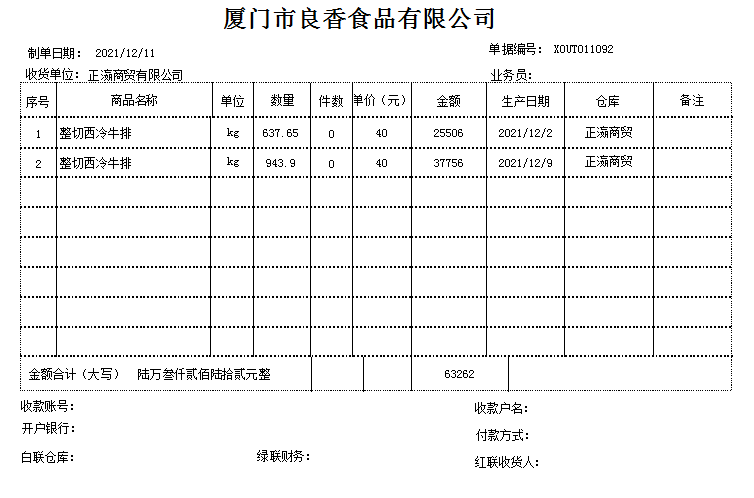 厦门市良香食品有限公司
制单日期： 2021/12/11 单据编号： XOUT011092
收货单位：正瀛商贸有限公司 业务员：
序号 商品名称 单位 数量 件数 单价（元） 金额 生产日期 仓库 备注
1 整切西冷牛排 kg 637.65 0 40 25506 2021/12/2 正瀛商贸
2 整切西冷牛排 kg 943.9 0 40 37756 2021/12/9 正瀛商贸
金额合计（大写） 陆万叁仟贰佰陆拾贰元整 63262
收款账号： 收款户名：
开户银行： 付款方式：
白联仓库： 绿联财务： 红联收货人：